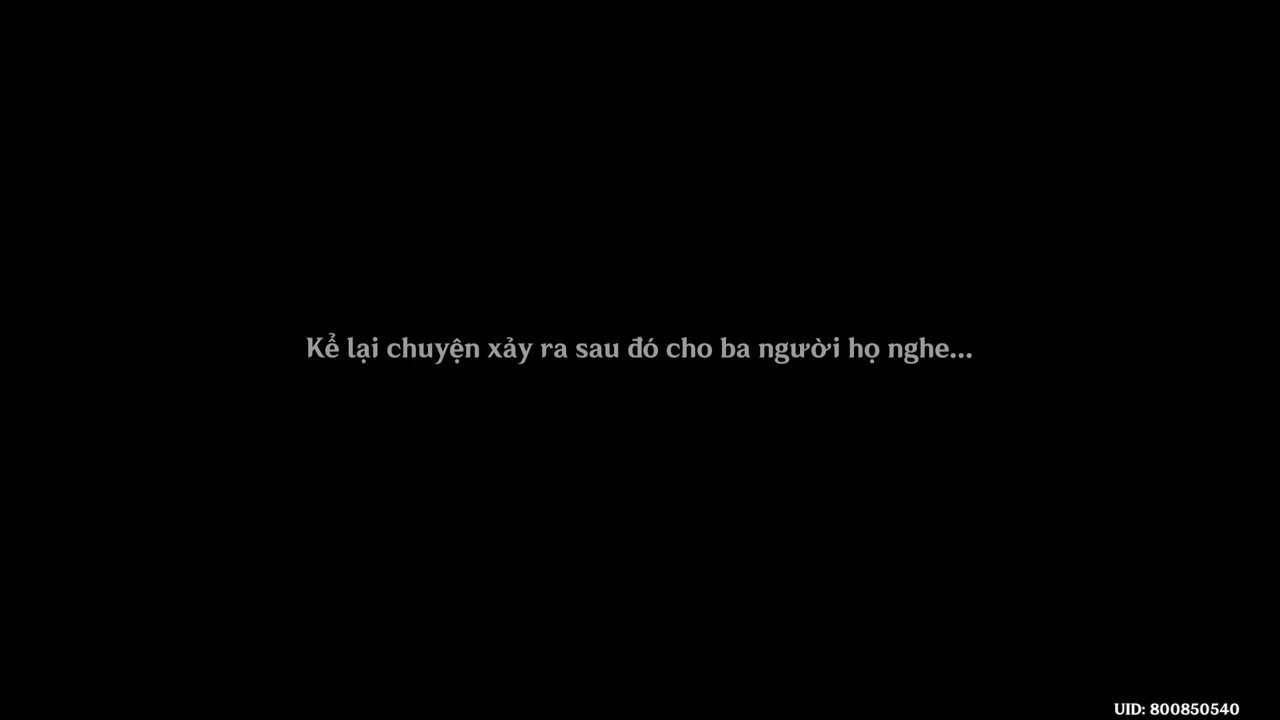 Kể lại chuyện xảy ra sau đó cho ba người họ nghe...
UID: 800850540